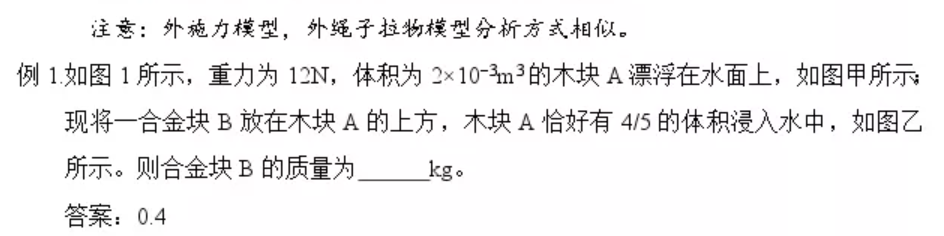 注意：外施力模型，外绳子拉物模型分析方式相似。
例 1.如图 1 所示，重力为 12N，体积为 2×10⁻³m³的木块 A 漂浮在水面上，如图甲所示；
现将一合金块 B 放在木块 A 的上方，木块 A 恰好有 4/5 的体积浸入水中，如图乙
所示。则合金块 B 的质量为______kg。
答案：0.4